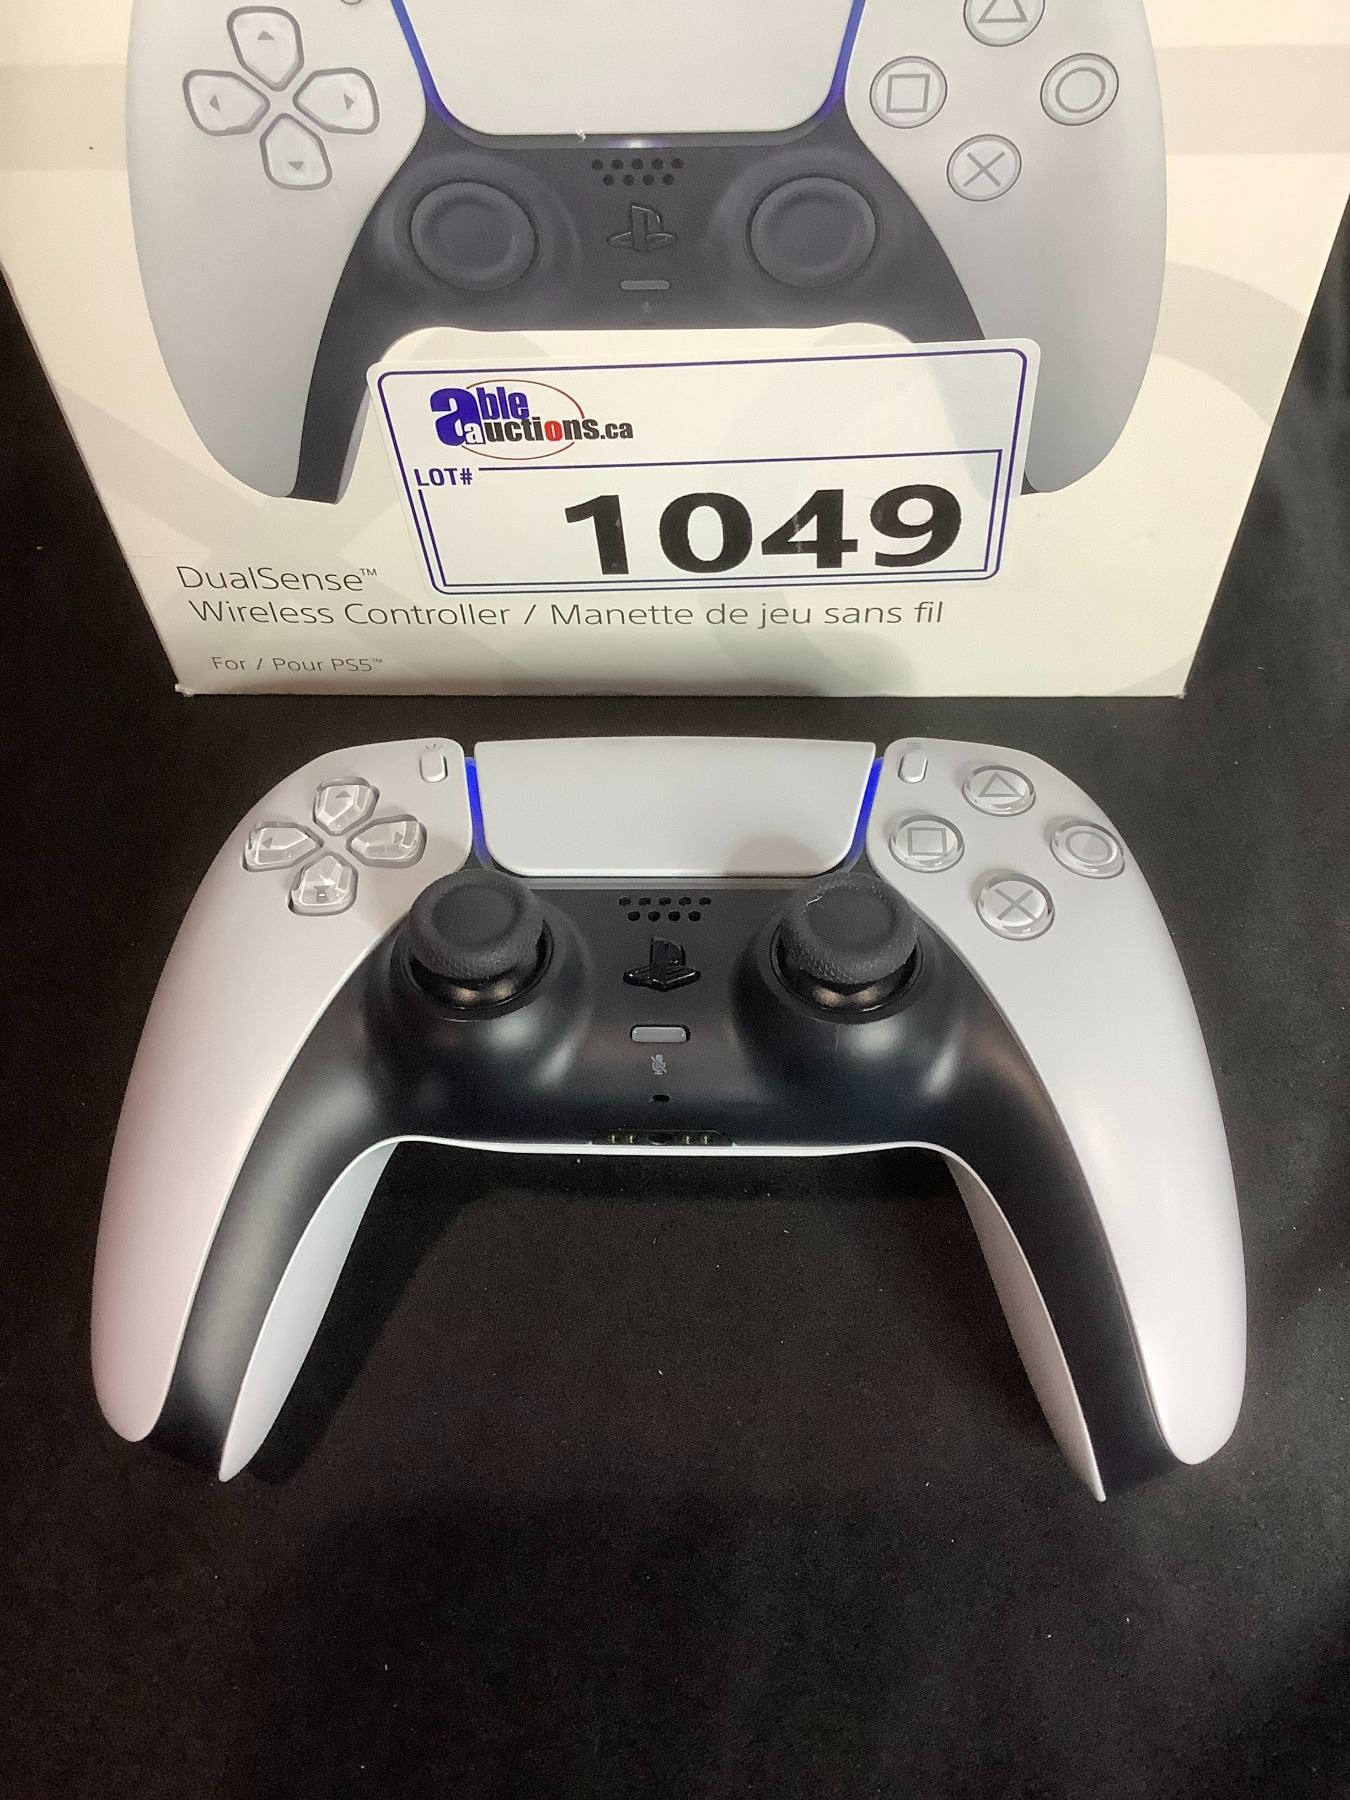 able
auctions.ca
LOT#
1049
DualSense™
Wireless Controller / Manette de jeu sans fil
For / Pour PS5™